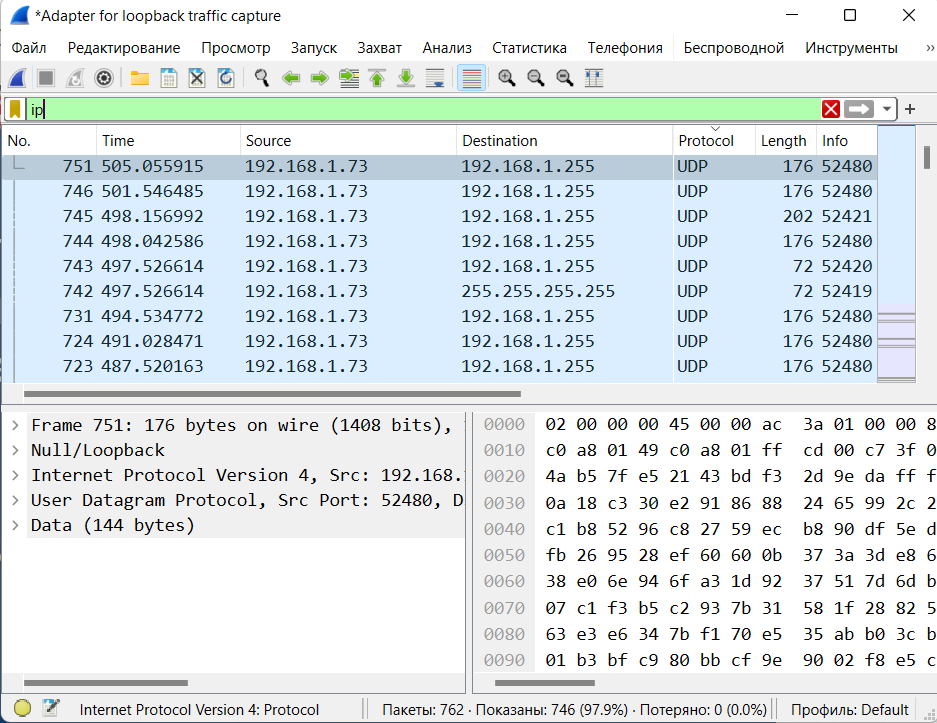 *Adapter for loopback traffic capture
Файл Редактирование Просмотр Запуск Захват Анализ Статистика Телефония Беспроводной Инструменты »
ip
No. Time Source Destination Protocol Length Info
751 505.055915 192.168.1.73 192.168.1.255 UDP 176 52480
746 501.546485 192.168.1.73 192.168.1.255 UDP 176 52480
745 498.156992 192.168.1.73 192.168.1.255 UDP 202 52421
744 498.042586 192.168.1.73 192.168.1.255 UDP 176 52480
743 497.526614 192.168.1.73 192.168.1.255 UDP 72 52420
742 497.526614 192.168.1.73 255.255.255.255 UDP 72 52419
731 494.534772 192.168.1.73 192.168.1.255 UDP 176 52480
724 491.028471 192.168.1.73 192.168.1.255 UDP 176 52480
723 487.520163 192.168.1.73 192.168.1.255 UDP 176 52480
Frame 751: 176 bytes on wire (1408 bits),
Null/Loopback
Internet Protocol Version 4, Src: 192.168.
User Datagram Protocol, Src Port: 52480, D
Data (144 bytes)
0000 02 00 00 00 45 00 00 ac 3a 01 00 00 8
0010 c0 a8 01 49 c0 a8 01 ff cd 00 c7 3f 0
0020 4a b5 7f e5 21 43 bd f3 2d 9e da ff f
0030 0a 18 c3 30 e2 91 86 88 24 65 99 2c 2
0040 c1 b8 52 96 c8 27 59 ec b8 90 df 5e d
0050 fb 26 95 28 ef 60 60 0b 37 3a 3d e8 6
0060 38 e0 6e 94 6f a3 1d 92 37 51 7d 6d b
0070 07 c1 f3 b5 c2 93 7b 31 58 1f 28 82 5
0080 63 e3 e6 34 7b f1 70 e5 35 ab b0 3c b
0090 01 b3 bf c9 80 bb cf 9e 90 02 f8 e5 c
Internet Protocol Version 4: Protocol Пакеты: 762 · Показаны: 746 (97.9%) · Потеряно: 0 (0.0%) Профиль: Default